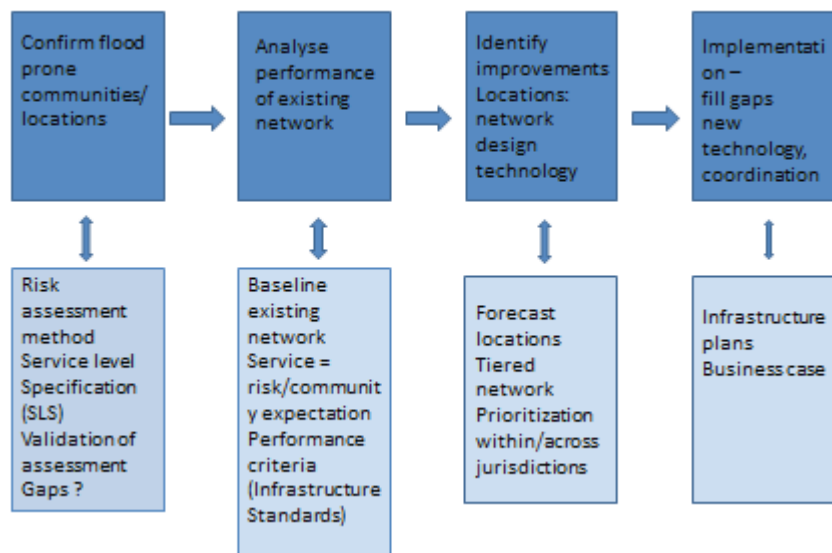 Confirm flood
prone
communities/
locations
Analyse
performance
of existing
network
Identify
improvements
Locations:
network
design
technology
Implementati
on –
fill gaps
new
technology,
coordination
Risk
assessment
method
Service level
Specification
(SLS)
Validation of
assessment
Gaps ?
Baseline
existing
network
Service =
risk/communit
y expectation
Performance
criteria
(Infrastructure
Standards)
Forecast
locations
Tiered
network
Prioritization
within/across
jurisdictions
Infrastructure
plans
Business case